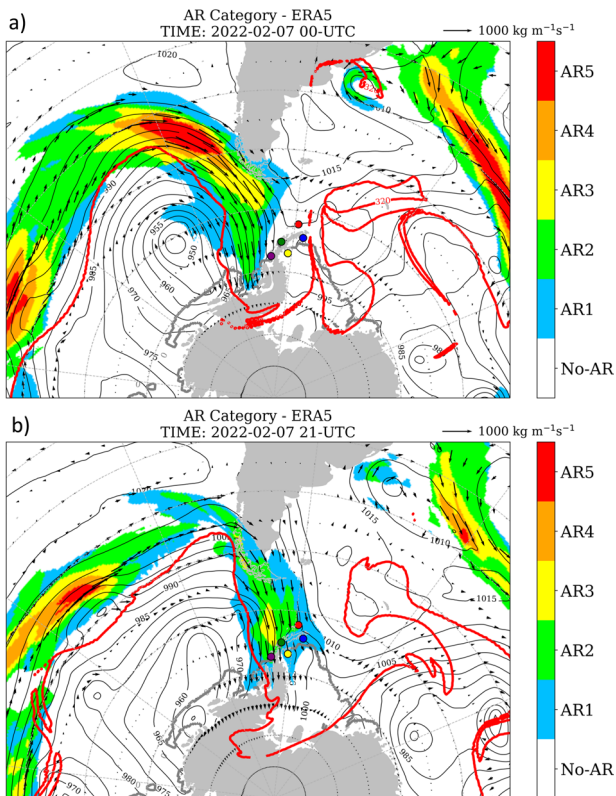 a)
AR Category - ERA5
TIME: 2022-02-07 00-UTC
1000 kg m⁻¹s⁻¹
1020
1010
320
1015
320
990
985
955
950
960
970
975
995
985
AR5
AR4
AR3
AR2
AR1
No-AR
b)
AR Category - ERA5
TIME: 2022-02-07 21-UTC
1000 kg m⁻¹s⁻¹
1020
1015
1010
1015
990
985
1010
1005
970
960
965
1000
985
970
980
AR5
AR4
AR3
AR2
AR1
No-AR